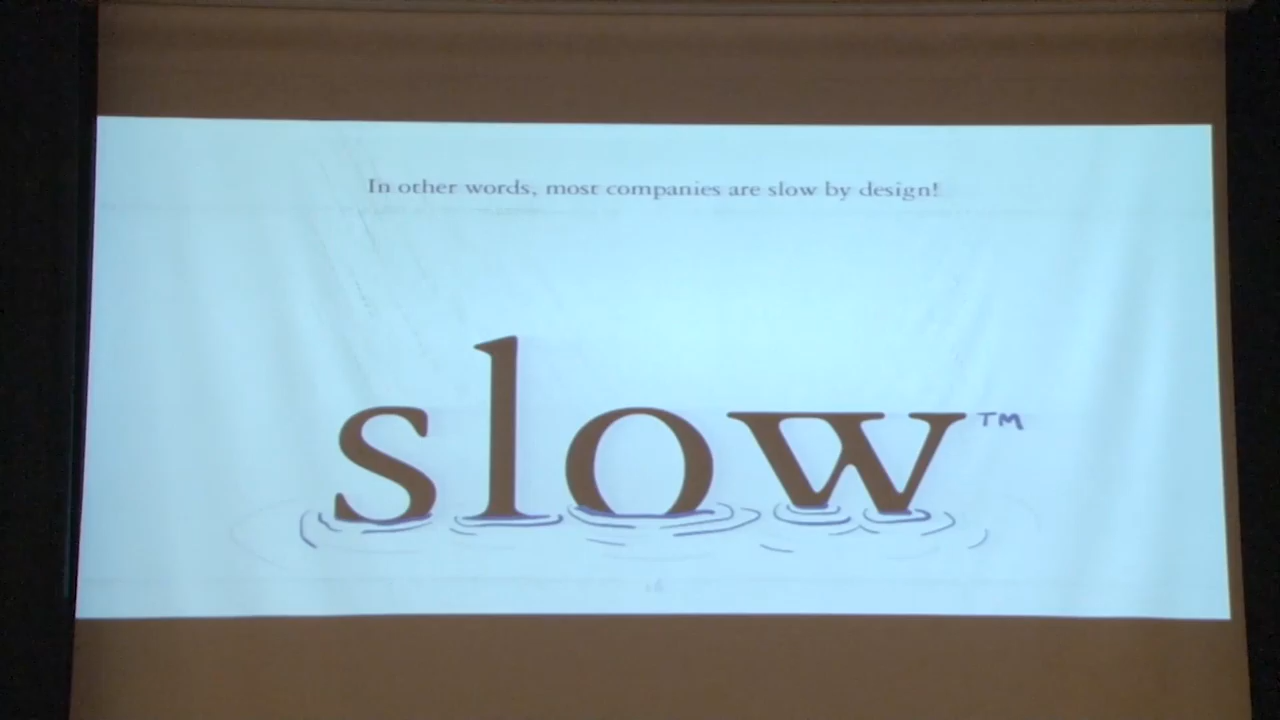 In other words, most companies are slow by design!
slow™